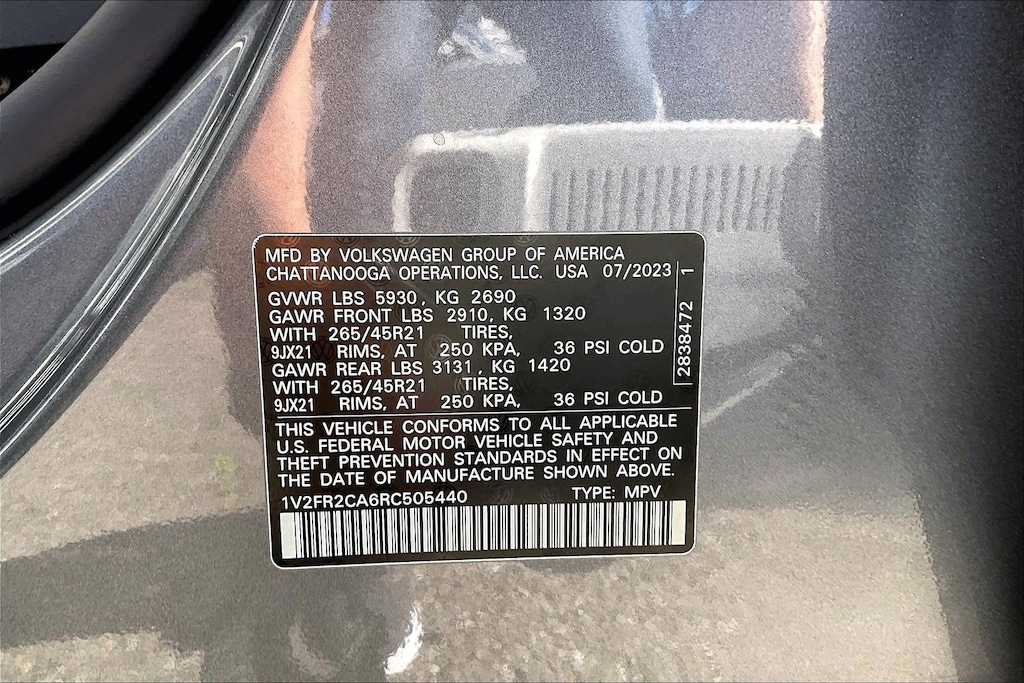 MFD BY VOLKSWAGEN GROUP OF AMERICA
CHATTANOOGA OPERATIONS, LLC. USA 07/2023
GVWR LBS 5930, KG 2690
GAWR FRONT LBS 2910, KG 1320
WITH 265/45R21 TIRES,
9JX21 RIMS, AT 250 KPA, 36 PSI COLD
GAWR REAR LBS 3131, KG 1420
WITH 265/45R21 TIRES,
9JX21 RIMS, AT 250 KPA, 36 PSI COLD
2838472 1
THIS VEHICLE CONFORMS TO ALL APPLICABLE
U.S. FEDERAL MOTOR VEHICLE SAFETY AND
THEFT PREVENTION STANDARDS IN EFFECT ON
THE DATE OF MANUFACTURE SHOWN ABOVE.
1V2FR2CA6RC505440 TYPE: MPV